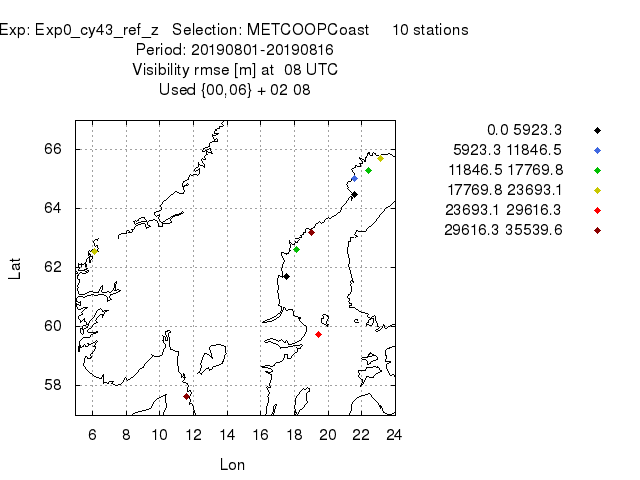 Exp: Exp0_cy43_ref_z   Selection: METCOOPCoast     10 stations
Period: 20190801-20190816
Visibility rmse [m] at  08 UTC
Used {00,06} + 02 08
0.0 5923.3
5923.3 11846.5
11846.5 17769.8
17769.8 23693.1
23693.1 29616.3
29616.3 35539.6
66
64
62
60
58
Lat
6 8 10 12 14 16 18 20 22 24
Lon